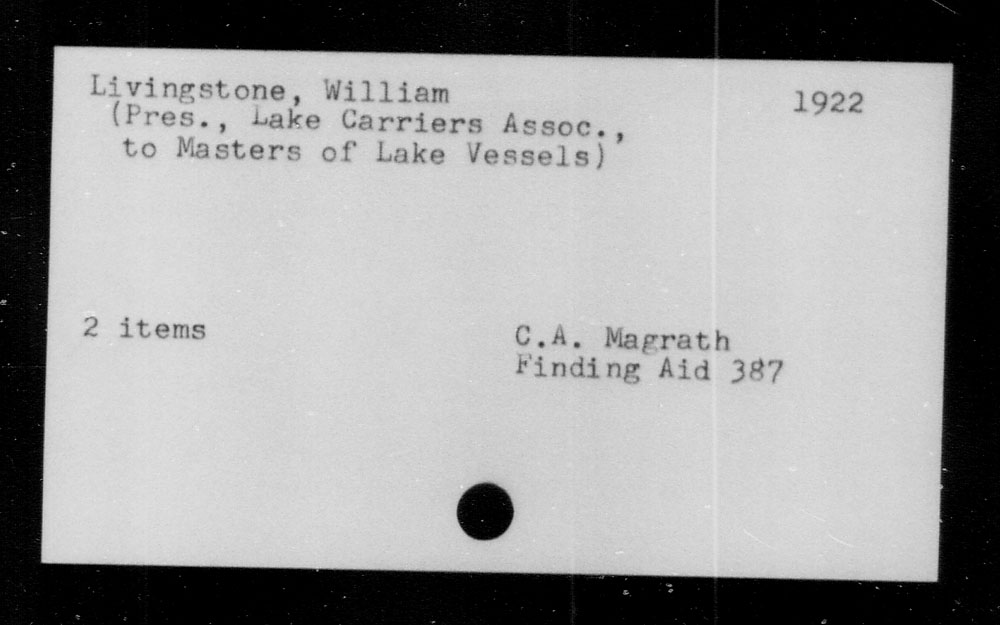 Livingstone, William 1922
(Pres., Lake Carriers Assoc.,
to Masters of Lake Vessels)
2 items
C.A. Magrath
Finding Aid 387